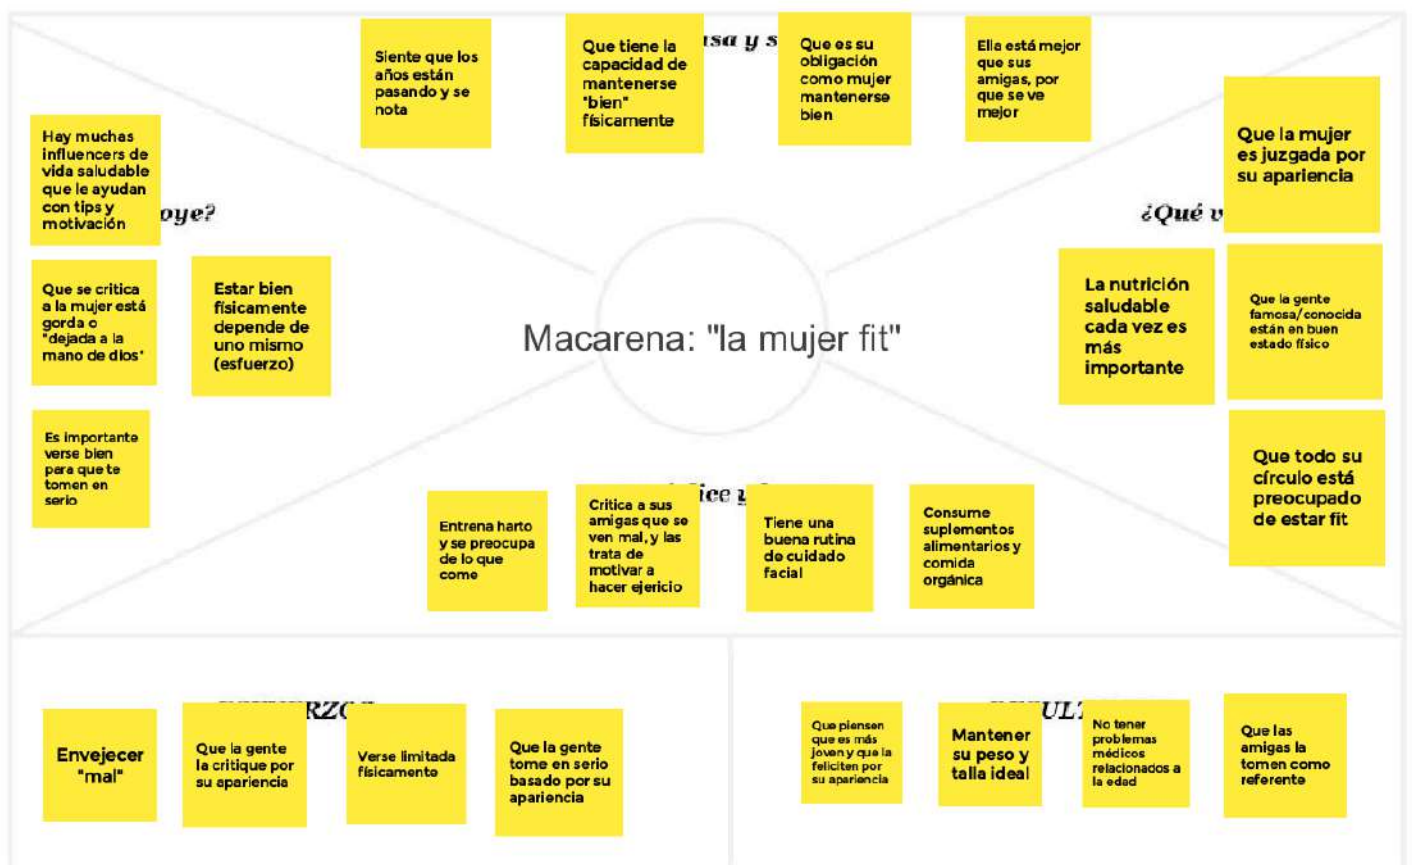 usa y s
Siente que los
años están
pasando y se
nota
Que tiene la
capacidad de
mantenerse
"bien"
físicamente
Que es su
obligación
como mujer
mantenerse
bien
Ella está mejor
que sus
amigas, por
que se ve
mejor
oye?
Hay muchas
influencers de
vida saludable
que le ayudan
con tips y
motivación
Que se critica
a la mujer está
gorda o
"dejada a la
mano de dios"
Estar bien
físicamente
depende de
uno mismo
(esfuerzo)
Es importante
verse bien
para que te
tomen en
serio
Macarena: "la mujer fit"
¿Qué v
Que la mujer
es juzgada por
su apariencia
La nutrición
saludable
cada vez es
más
importante
Que la gente
famosa/conocida
están en buen
estado físico
Que todo su
círculo está
preocupado
de estar fit
ice y
Entrena harto
y se preocupa
de lo que
come
Critica a sus
amigas que se
ven mal, y las
trata de
motivar a
hacer ejericio
Tiene una
buena rutina
de cuidado
facial
Consume
suplementos
alimentarios y
comida
orgánica
RZO
Envejecer
"mal"
Que la gente
la critique por
su apariencia
Verse limitada
físicamente
Que la gente
tome en serio
basado por su
apariencia
ULT
Que piensen
que es más
joven y que la
feliciten por
su apariencia
Mantener
su peso y
talla ideal
No tener
problemas
médicos
relacionados a
la edad
Que las
amigas la
tomen como
referente